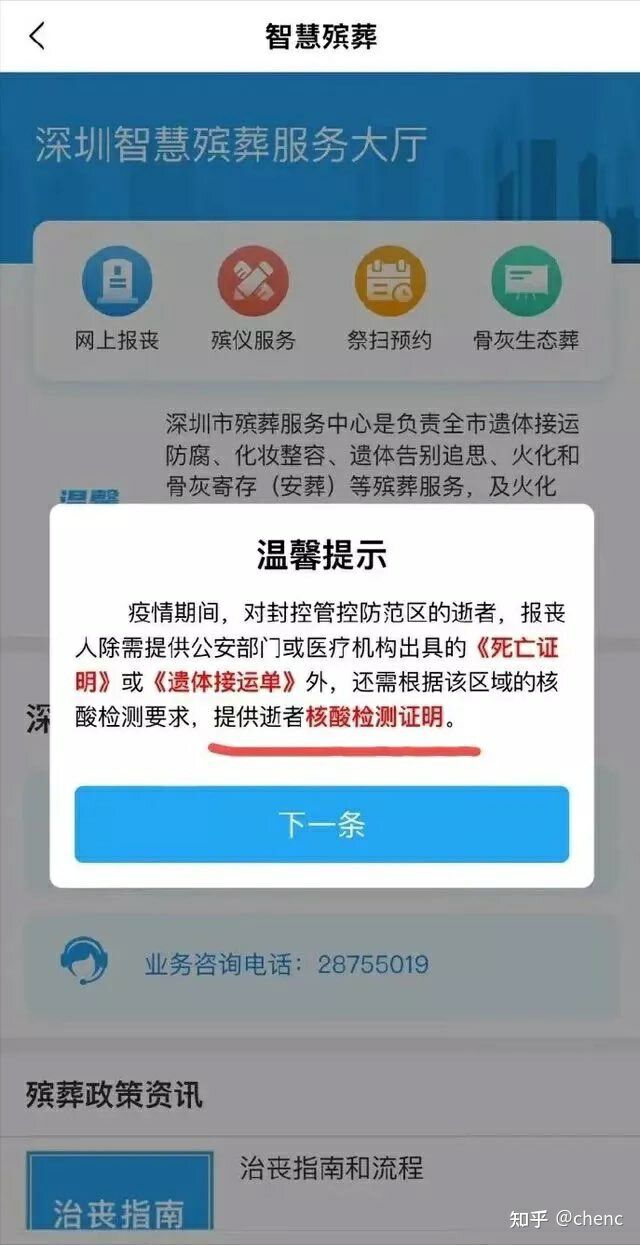 智慧殡葬
深圳智慧殡葬服务大厅
网上报丧 殡仪服务 祭扫预约 骨灰生态葬
深圳市殡葬服务中心是负责全市遗体接运
防腐、化妆整容、遗体告别追思、火化和
骨灰寄存（安葬）等殡葬服务，及火化
温馨
温馨提示
疫情期间，对封控管控防范区的逝者，报丧
人除需提供公安部门或医疗机构出具的《死亡证
明》或《遗体接运单》外，还需根据该区域的核
酸检测要求，提供逝者核酸检测证明。
深
下一条
业务咨询电话：28755019
殡葬政策资讯
治丧指南和流程
治丧指南
知乎 @chenc